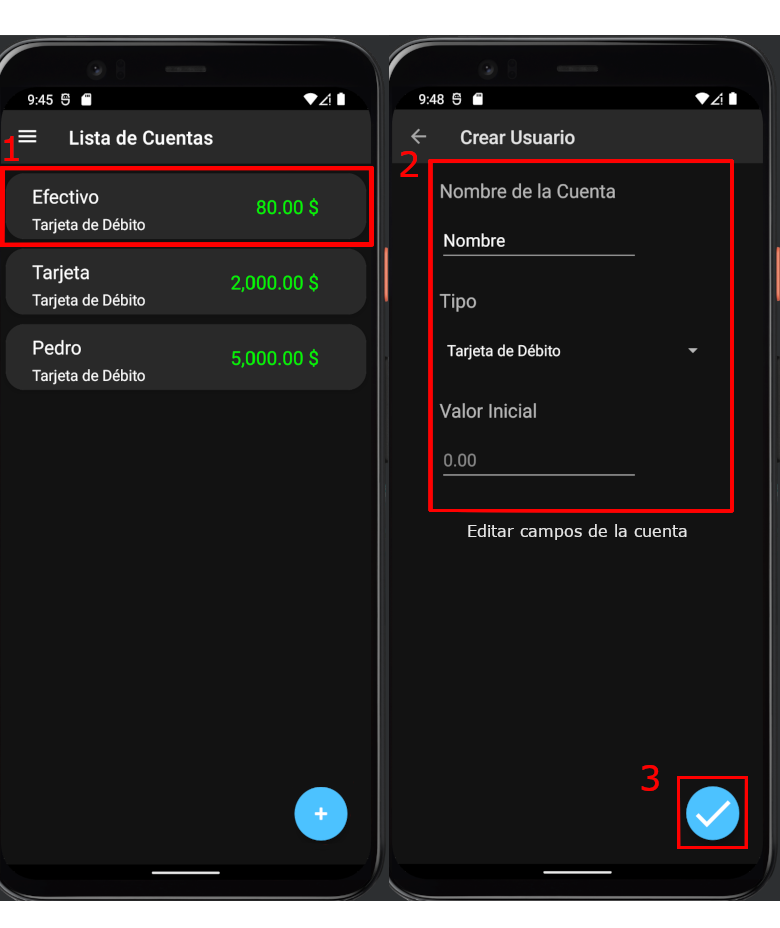 9:45
Lista de Cuentas
1
Efectivo
80.00 $
Tarjeta de Débito
Tarjeta
2,000.00 $
Tarjeta de Débito
Pedro
5,000.00 $
Tarjeta de Débito
+
9:48
Crear Usuario
2
Nombre de la Cuenta
Nombre
Tipo
Tarjeta de Débito
Valor Inicial
0.00
Editar campos de la cuenta
3